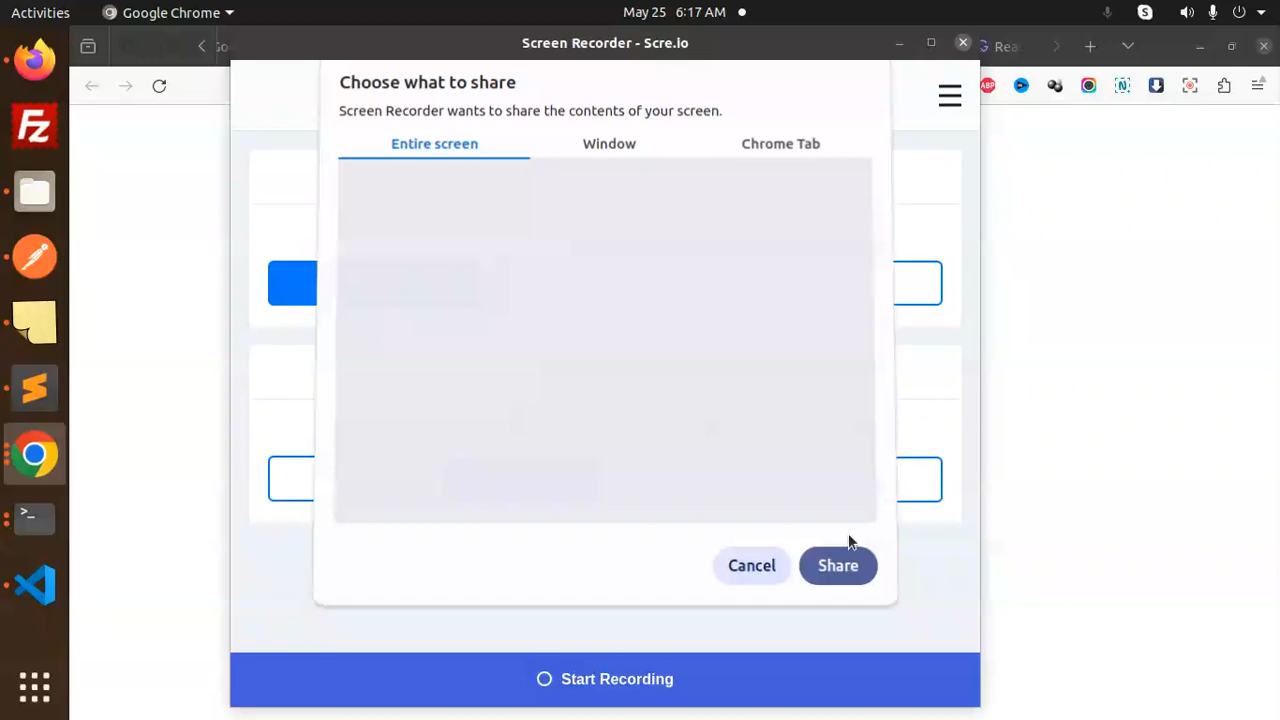 Activities
Google Chrome
May 25 6:17 AM
Screen Recorder - Scre.io
Choose what to share
Screen Recorder wants to share the contents of your screen.
Entire screen
Window
Chrome Tab
Cancel
Share
Start Recording